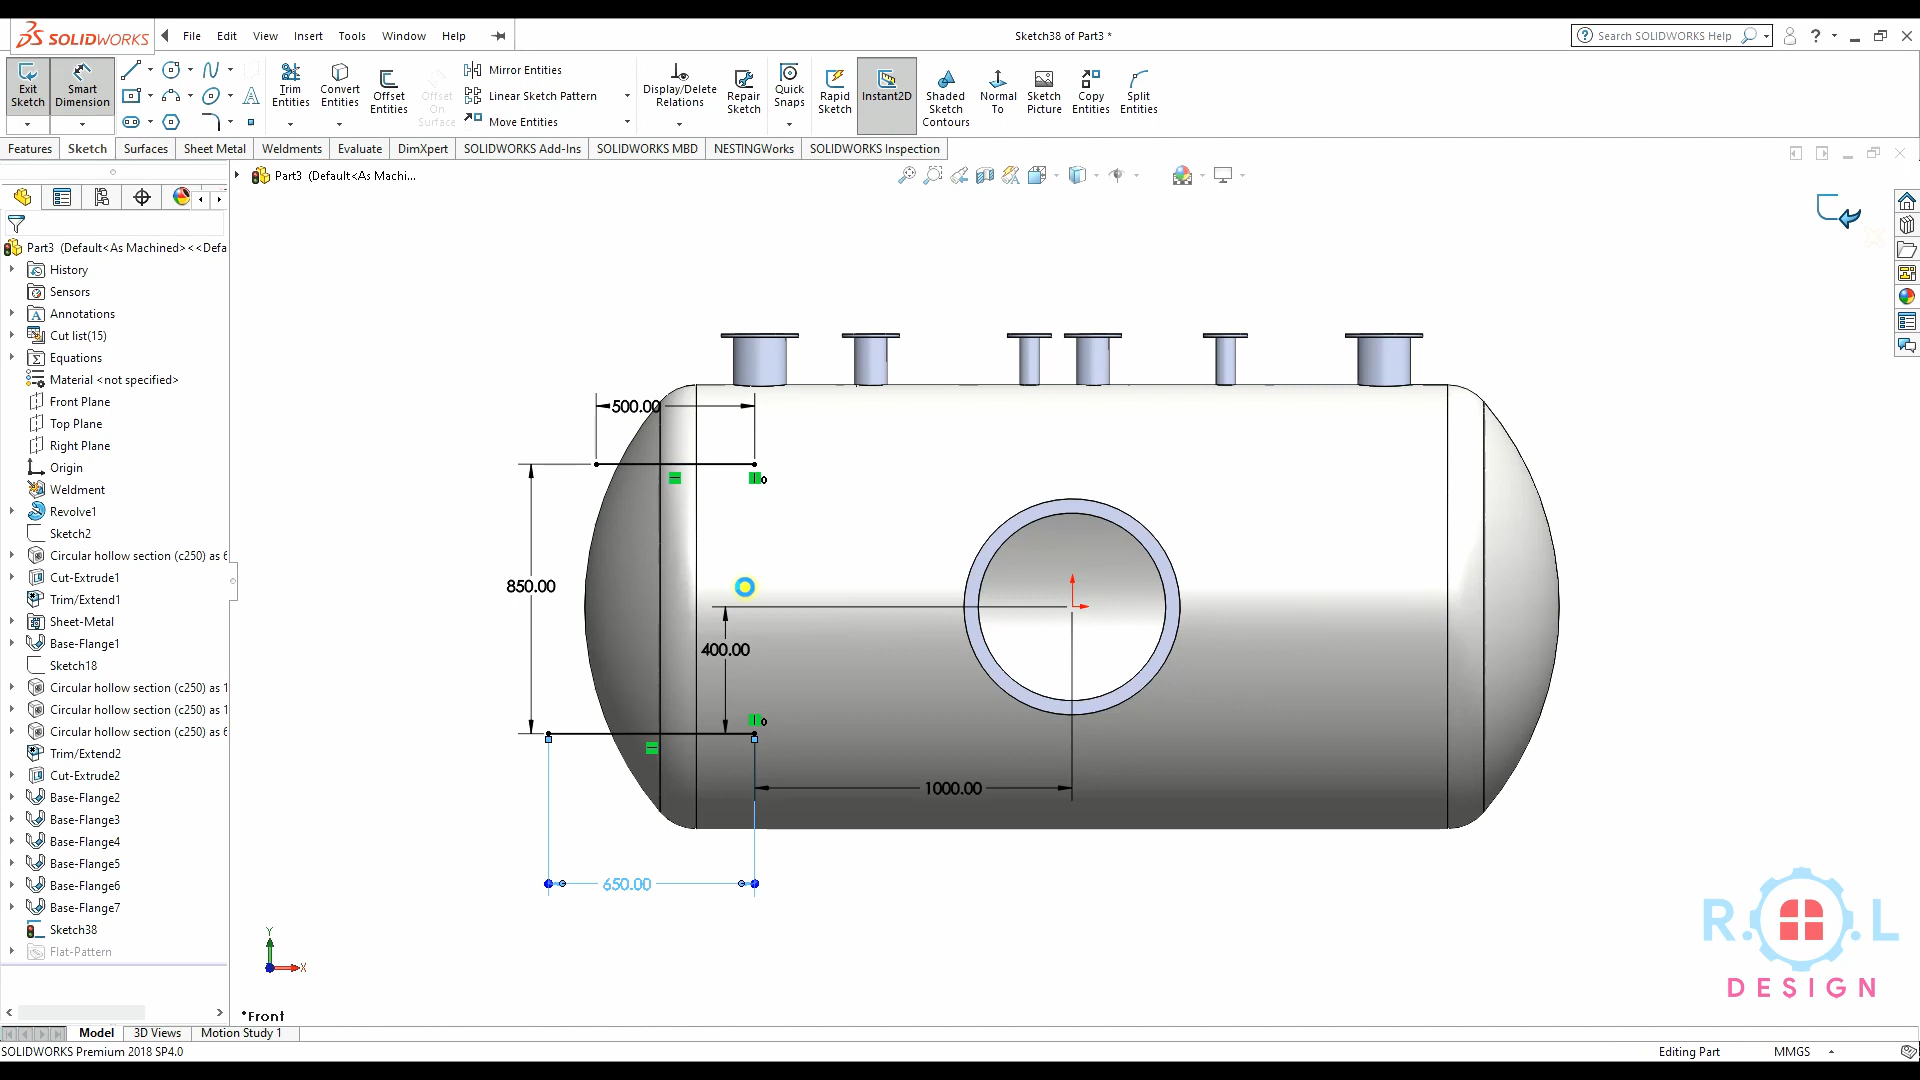 SOLIDWORKS
File Edit View Insert Tools Window Help
Sketch38 of Part3 *
Search SOLIDWORKS Help
Exit Sketch
Smart Dimension
Trim Entities
Convert Entities
Offset Entities
Offset On Surface
Mirror Entities
Linear Sketch Pattern
Move Entities
Display/Delete Relations
Repair Sketch
Quick Snaps
Rapid Sketch
Instant2D
Shaded Sketch Contours
Normal To
Sketch Picture
Copy Entities
Split Entities
Features Sketch Surfaces Sheet Metal Weldments Evaluate DimXpert SOLIDWORKS Add-Ins SOLIDWORKS MBD NESTINGWorks SOLIDWORKS Inspection
Part3 (Default<As Machi...
Part3 (Default<As Machined><<Defa
History
Sensors
Annotations
Cut list(15)
Equations
Material <not specified>
Front Plane
Top Plane
Right Plane
Origin
Weldment
Revolve1
Sketch2
Circular hollow section (c250) as 6
Cut-Extrude1
Trim/Extend1
Sheet-Metal
Base-Flange1
Sketch18
Circular hollow section (c250) as 1
Circular hollow section (c250) as 1
Circular hollow section (c250) as 6
Trim/Extend2
Cut-Extrude2
Base-Flange2
Base-Flange3
Base-Flange4
Base-Flange5
Base-Flange6
Base-Flange7
Sketch38
Flat-Pattern
500.00
0
850.00
400.00
0
1000.00
650.00
Y
X
*Front
R. .L
DESIGN
Model 3D Views Motion Study 1
SOLIDWORKS Premium 2018 SP4.0
Editing Part
MMGS